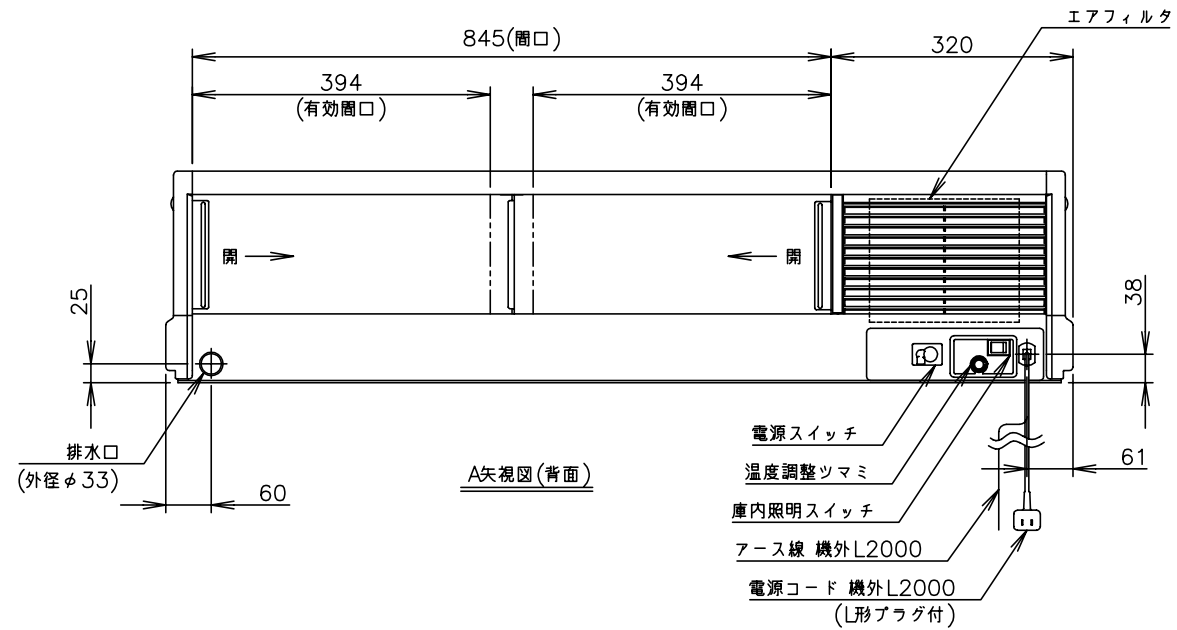 エアフィルタ
845(間口)
320
394
(有効間口)
394
(有効間口)
開
開
25
38
電源スイッチ
排水口
(外径φ33)
A矢視図(背面)
温度調整ツマミ
61
60
庫内照明スイッチ
アース線 機外L2000
電源コード 機外L2000
(L形プラグ付)